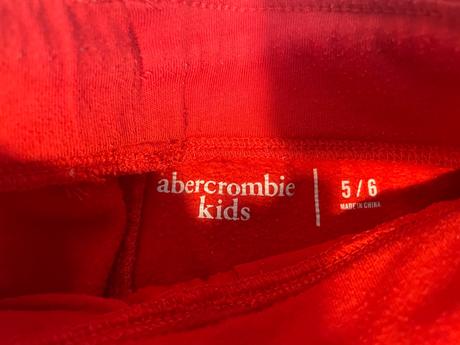 abercrombie
kids
5 / 6
MADE IN CHINA